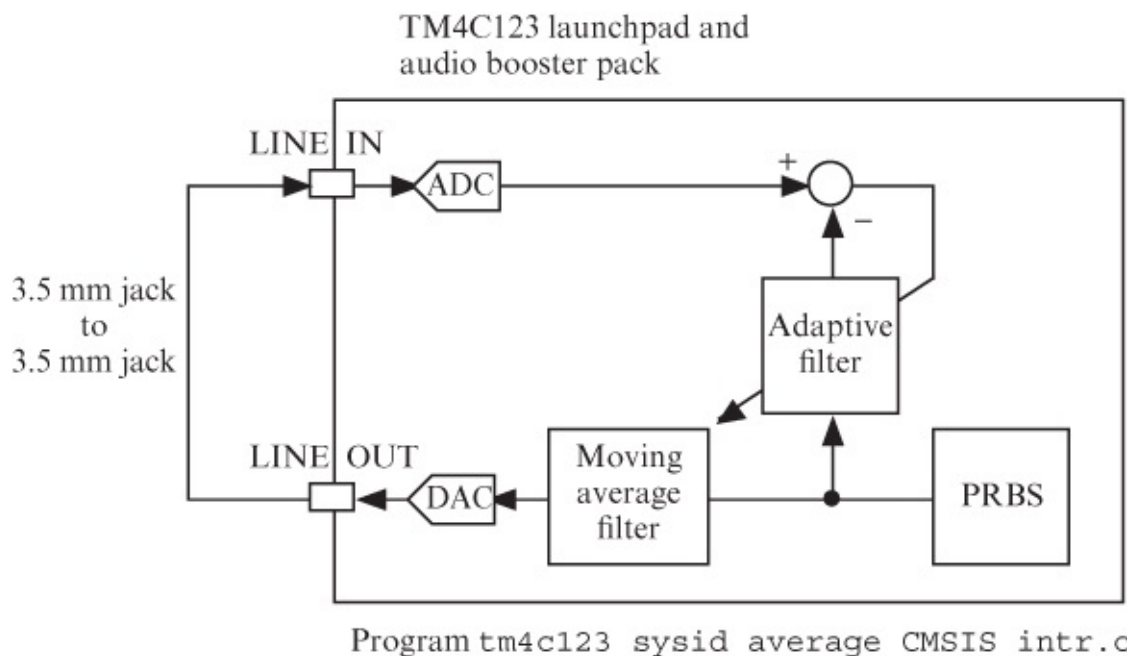 TM4C123 launchpad and
audio booster pack
LINE IN
ADC
+
−
3.5 mm jack
to
3.5 mm jack
Adaptive
filter
LINE OUT
DAC
Moving
average
filter
PRBS
Program tm4c123 sysid average CMSIS intr.c